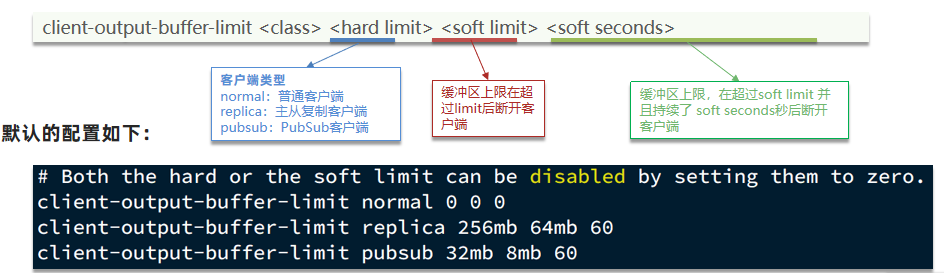 client-output-buffer-limit <class> <hard limit> <soft limit> <soft seconds>
客户端类型
normal：普通客户端
replica：主从复制客户端
pubsub：PubSub客户端
缓冲区上限在超
过limit后断开客
户端
缓冲区上限，在超过soft limit 并
且持续了 soft seconds秒后断开
客户端
默认的配置如下：
# Both the hard or the soft limit can be disabled by setting them to zero.
client-output-buffer-limit normal 0 0 0
client-output-buffer-limit replica 256mb 64mb 60
client-output-buffer-limit pubsub 32mb 8mb 60